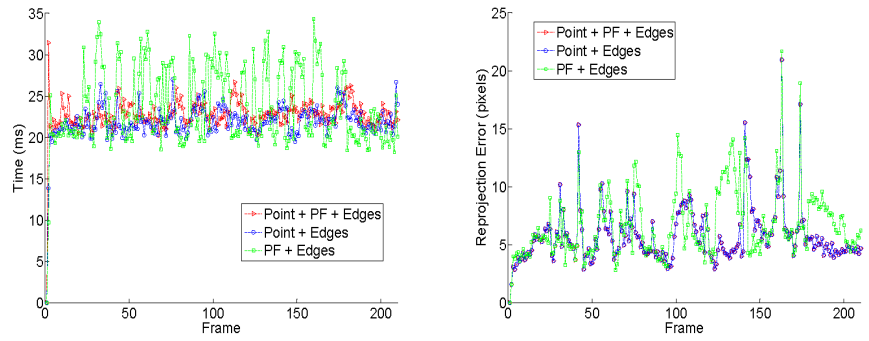 35
30
25
20
15
10
5
0
Time (ms)
0
50
100
150
200
Frame
Point + PF + Edges
Point + Edges
PF + Edges
25
20
15
10
5
0
Reprojection Error (pixels)
0
50
100
150
200
Frame
Point + PF + Edges
Point + Edges
PF + Edges